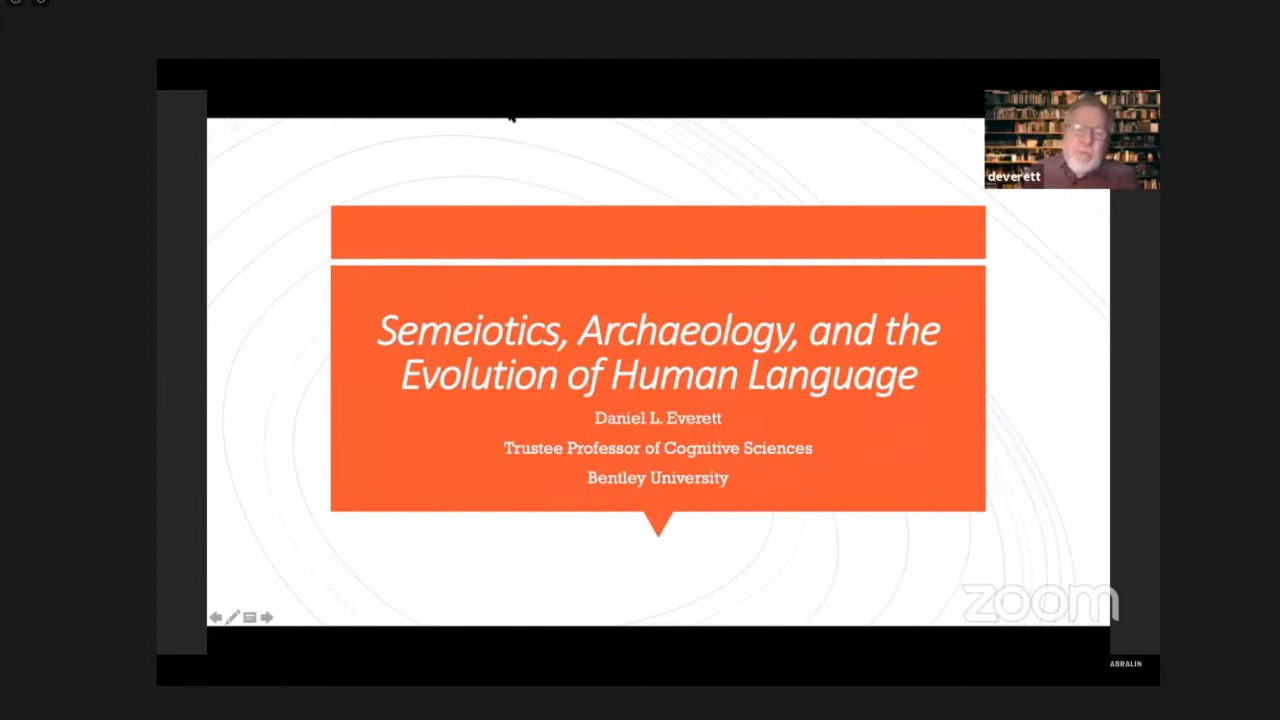 deverett
Semeiotics, Archaeology, and the
Evolution of Human Language
Daniel L. Everett
Trustee Professor of Cognitive Sciences
Bentley University
zoom
ABRALIN